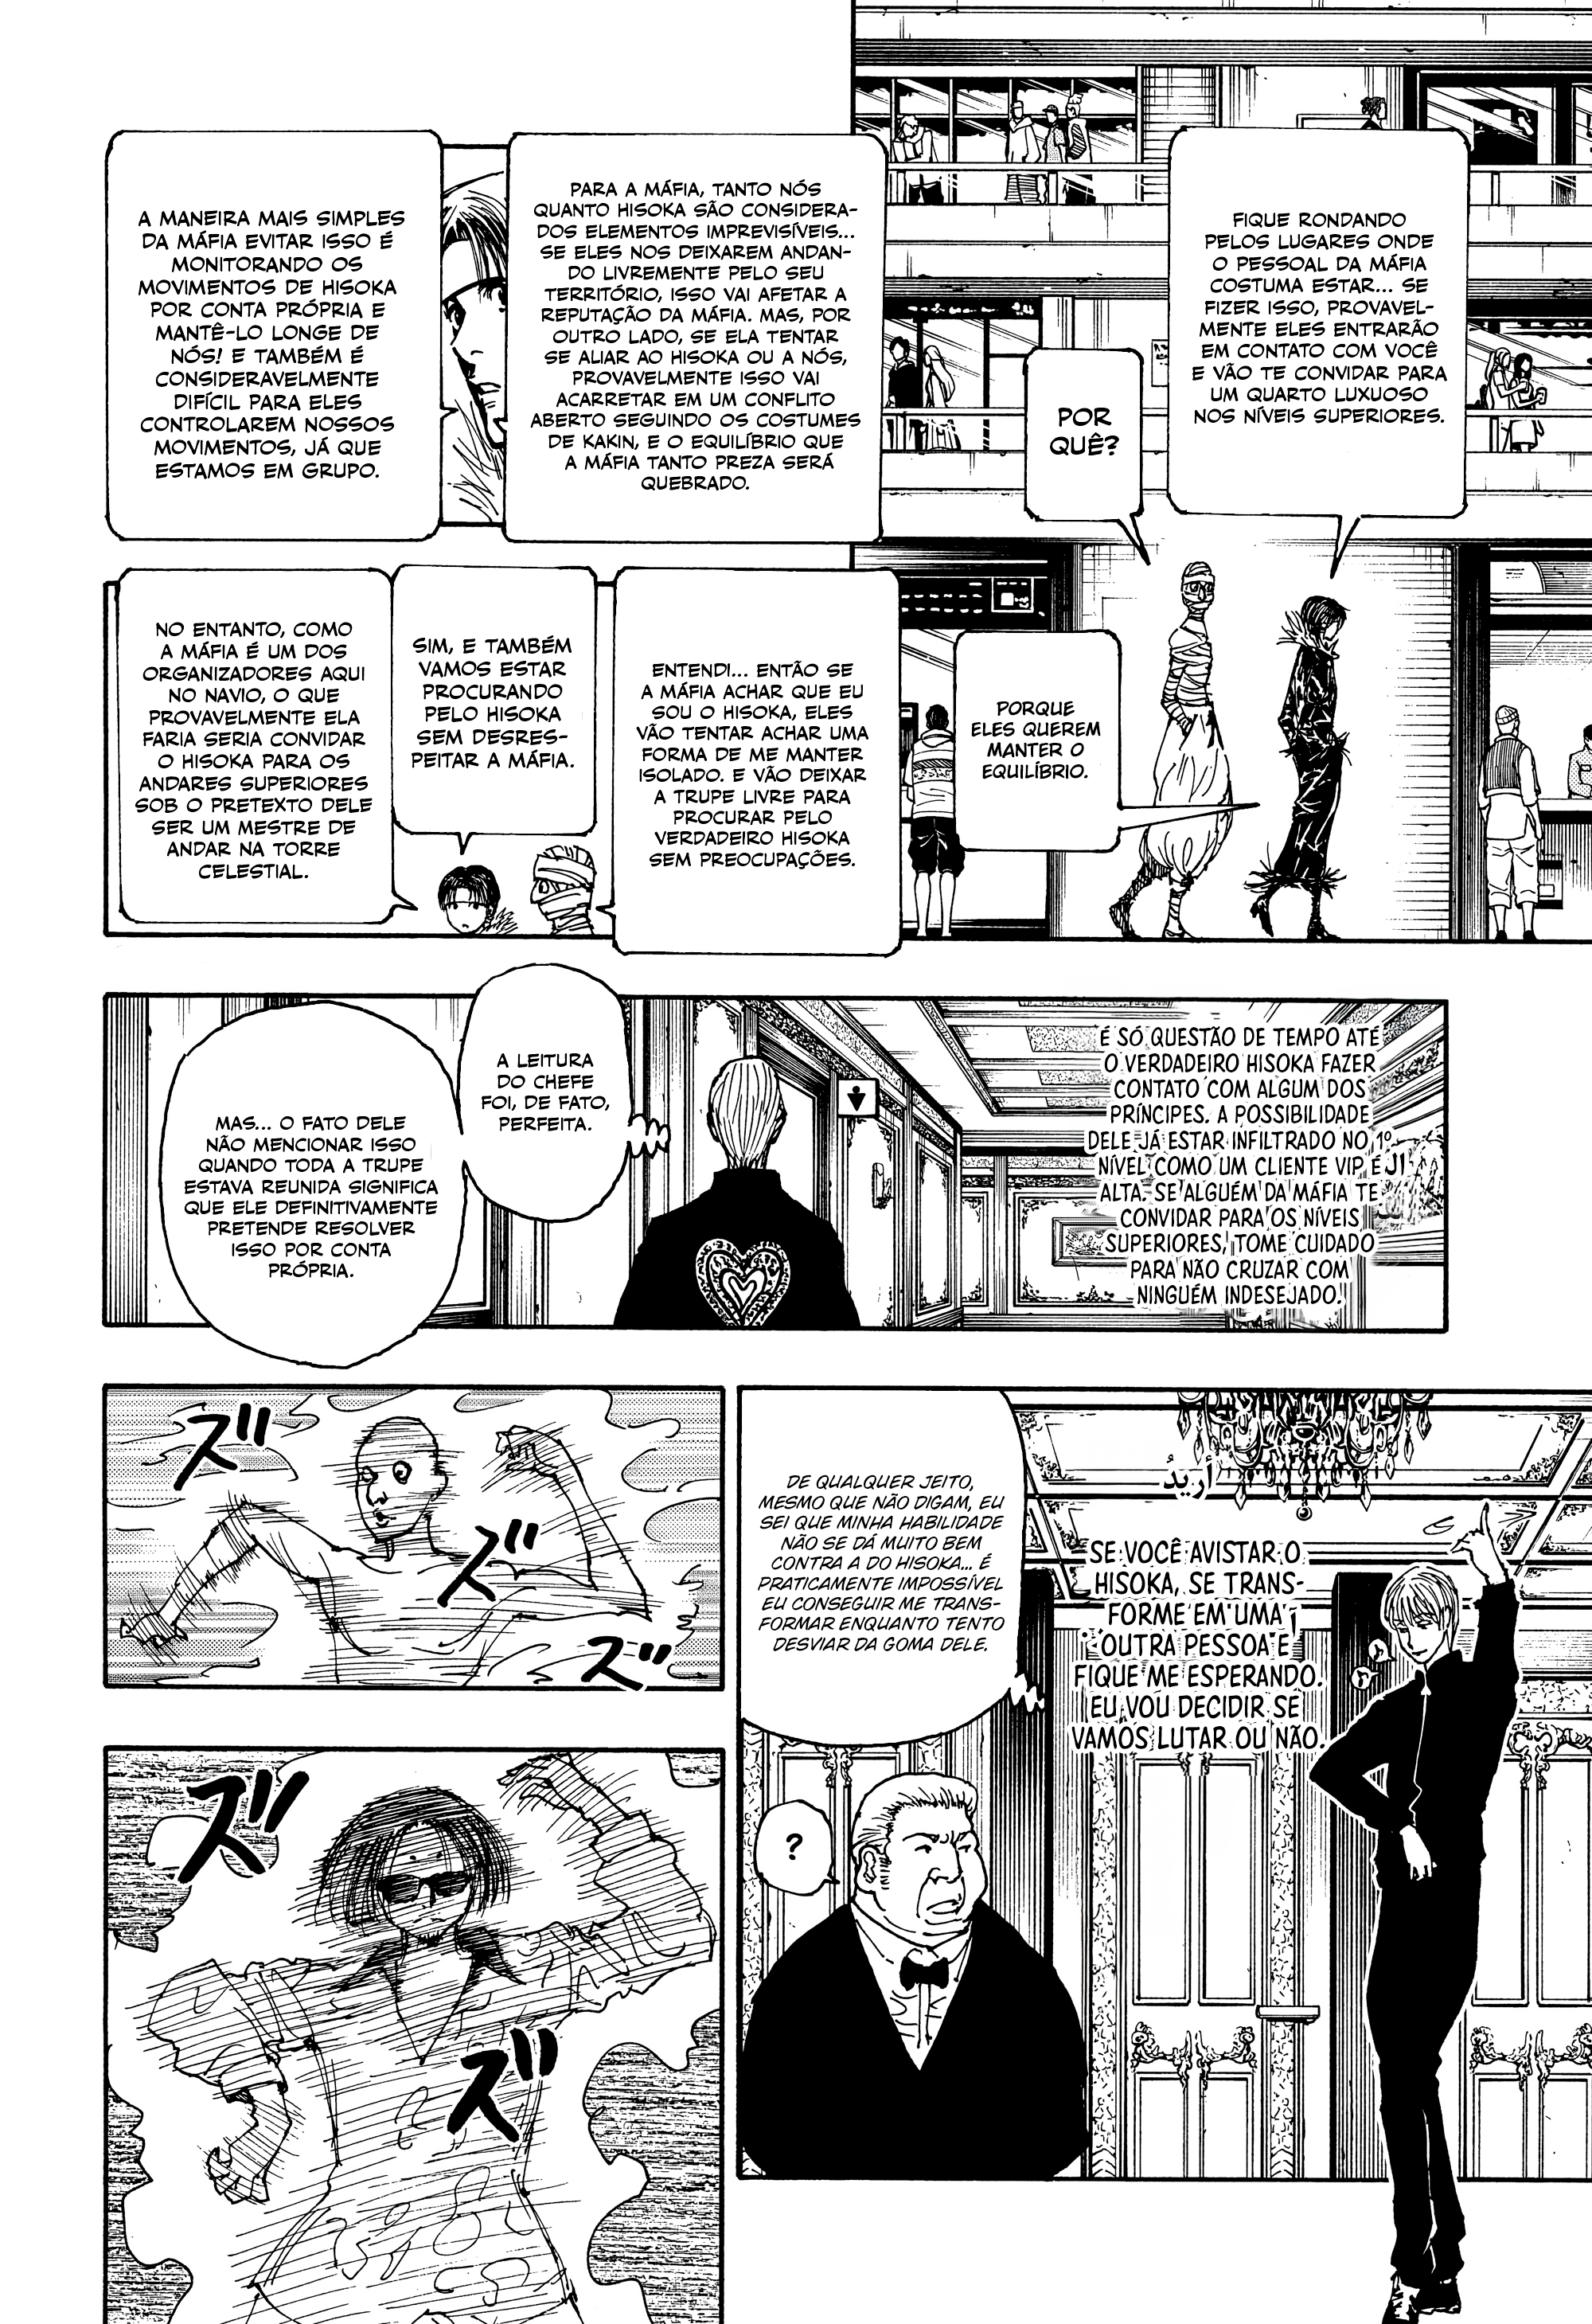 FIQUE RONDANDO
PELOS LUGARES ONDE
O PESSOAL DA MÁFIA
COSTUMA ESTAR... SE
FIZER ISSO, PROVAVEL-
MENTE ELES ENTRARÃO
EM CONTATO COM VOCÊ
E VÃO TE CONVIDAR PARA
UM QUARTO LUXUOSO
NOS NÍVEIS SUPERIORES.
POR
QUÊ?
PORQUE
ELES QUEREM
MANTER O
EQUILÍBRIO.
PARA A MÁFIA, TANTO NÓS
QUANTO HISOKA SÃO CONSIDERA-
DOS ELEMENTOS IMPREVISÍVEIS...
SE ELES NOS DEIXAREM ANDAN-
DO LIVREMENTE PELO SEU
TERRITÓRIO, ISSO VAI AFETAR A
REPUTAÇÃO DA MÁFIA. MAS, POR
OUTRO LADO, SE ELA TENTAR
SE ALIAR AO HISOKA OU A NÓS,
PROVAVELMENTE ISSO VAI
ACARRETAR EM UM CONFLITO
ABERTO SEGUINDO OS COSTUMES
DE KAKIN, E O EQUILÍBRIO QUE
A MÁFIA TANTO PREZA SERÁ
QUEBRADO.
A MANEIRA MAIS SIMPLES
DA MÁFIA EVITAR ISSO É
MONITORANDO OS
MOVIMENTOS DE HISOKA
POR CONTA PRÓPRIA E
MANTÊ-LO LONGE DE
NÓS! E TAMBÉM É
CONSIDERAVELMENTE
DIFÍCIL PARA ELES
CONTROLAREM NOSSOS
MOVIMENTOS, JÁ QUE
ESTAMOS EM GRUPO.
ENTENDI... ENTÃO SE
A MÁFIA ACHAR QUE EU
SOU O HISOKA, ELES
VÃO TENTAR ACHAR UMA
FORMA DE ME MANTER
ISOLADO. E VÃO DEIXAR
A TRUPE LIVRE PARA
PROCURAR PELO
VERDADEIRO HISOKA
SEM PREOCUPAÇÕES.
SIM, E TAMBÉM
VAMOS ESTAR
PROCURANDO
PELO HISOKA
SEM DESRES-
PEITAR A MÁFIA.
NO ENTANTO, COMO
A MÁFIA É UM DOS
ORGANIZADORES AQUI
NO NAVIO, O QUE
PROVAVELMENTE ELA
FARIA SERIA CONVIDAR
O HISOKA PARA OS
ANDARES SUPERIORES
SOB O PRETEXTO DELE
SER UM MESTRE DE
ANDAR NA TORRE
CELESTIAL.
É SÓ QUESTÃO DE TEMPO ATÉ
O VERDADEIRO HISOKA FAZER
CONTATO COM ALGUM DOS
PRÍNCIPES. A POSSIBILIDADE
DELE JÁ ESTAR INFILTRADO NO 1º
NÍVEL COMO UM CLIENTE VIP É
ALTA. SE ALGUÉM DA MÁFIA TE
CONVIDAR PARA OS NÍVEIS
SUPERIORES, TOME CUIDADO
PARA NÃO CRUZAR COM
NINGUÉM INDESEJADO.
A LEITURA
DO CHEFE
FOI, DE FATO,
PERFEITA.
MAS... O FATO DELE
NÃO MENCIONAR ISSO
QUANDO TODA A TRUPE
ESTAVA REUNIDA SIGNIFICA
QUE ELE DEFINITIVAMENTE
PRETENDE RESOLVER
ISSO POR CONTA
PRÓPRIA.
أريدُ
SE VOCÊ AVISTAR O
HISOKA, SE TRANS-
FORME EM UMA
OUTRA PESSOA E
FIQUE ME ESPERANDO.
EU VOU DECIDIR SE
VAMOS LUTAR OU NÃO.
DE QUALQUER JEITO,
MESMO QUE NÃO DIGAM, EU
SEI QUE MINHA HABILIDADE
NÃO SE DÁ MUITO BEM
CONTRA A DO HISOKA... É
PRATICAMENTE IMPOSSÍVEL
EU CONSEGUIR ME TRANS-
FORMAR ENQUANTO TENTO
DESVIAR DA GOMA DELE.
?
ズ
ズ
ズ
ズ
ズ